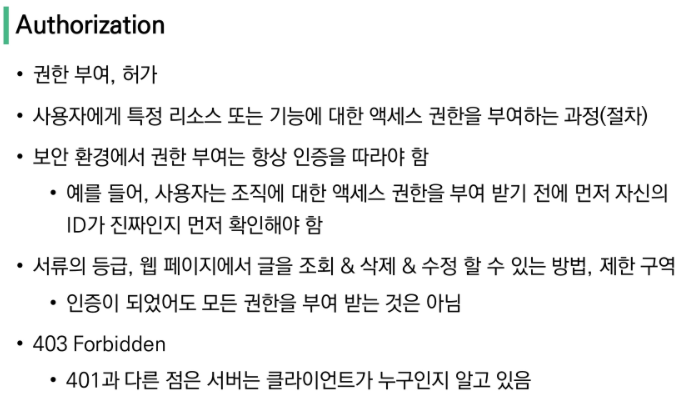 Authorization
• 권한 부여, 허가
• 사용자에게 특정 리소스 또는 기능에 대한 액세스 권한을 부여하는 과정(절차)
• 보안 환경에서 권한 부여는 항상 인증을 따라야 함
• 예를 들어, 사용자는 조직에 대한 액세스 권한을 부여 받기 전에 먼저 자신의
ID가 진짜인지 먼저 확인해야 함
• 서류의 등급, 웹 페이지에서 글을 조회 & 삭제 & 수정 할 수 있는 방법, 제한 구역
• 인증이 되었어도 모든 권한을 부여 받는 것은 아님
• 403 Forbidden
• 401과 다른 점은 서버는 클라이언트가 누구인지 알고 있음